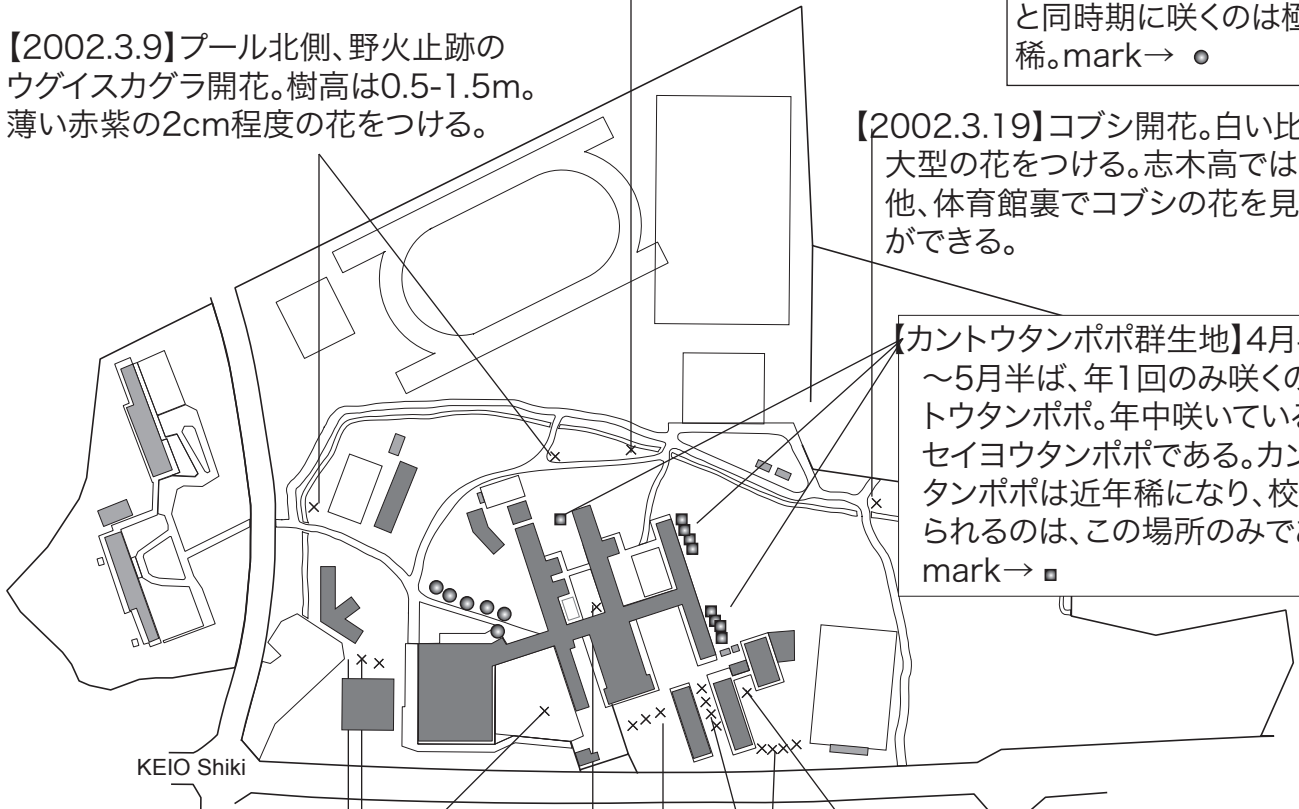 【2002.3.9】プール北側、野火止跡の
ウグイスカグラ開花。樹高は0.5-1.5m。
薄い赤紫の2cm程度の花をつける。
と同時期に咲くのは極
稀。mark→
【2002.3.19】コブシ開花。白い比
大型の花をつける。志木高では
他、体育館裏でコブシの花を見
ができる。
【カントウタンポポ群生地】4月
～5月半ば、年1回のみ咲くの
トウタンポポ。年中咲いている
セイヨウタンポポである。カン
タンポポは近年稀になり、校
られるのは、この場所のみで
mark→
KEIO Shiki